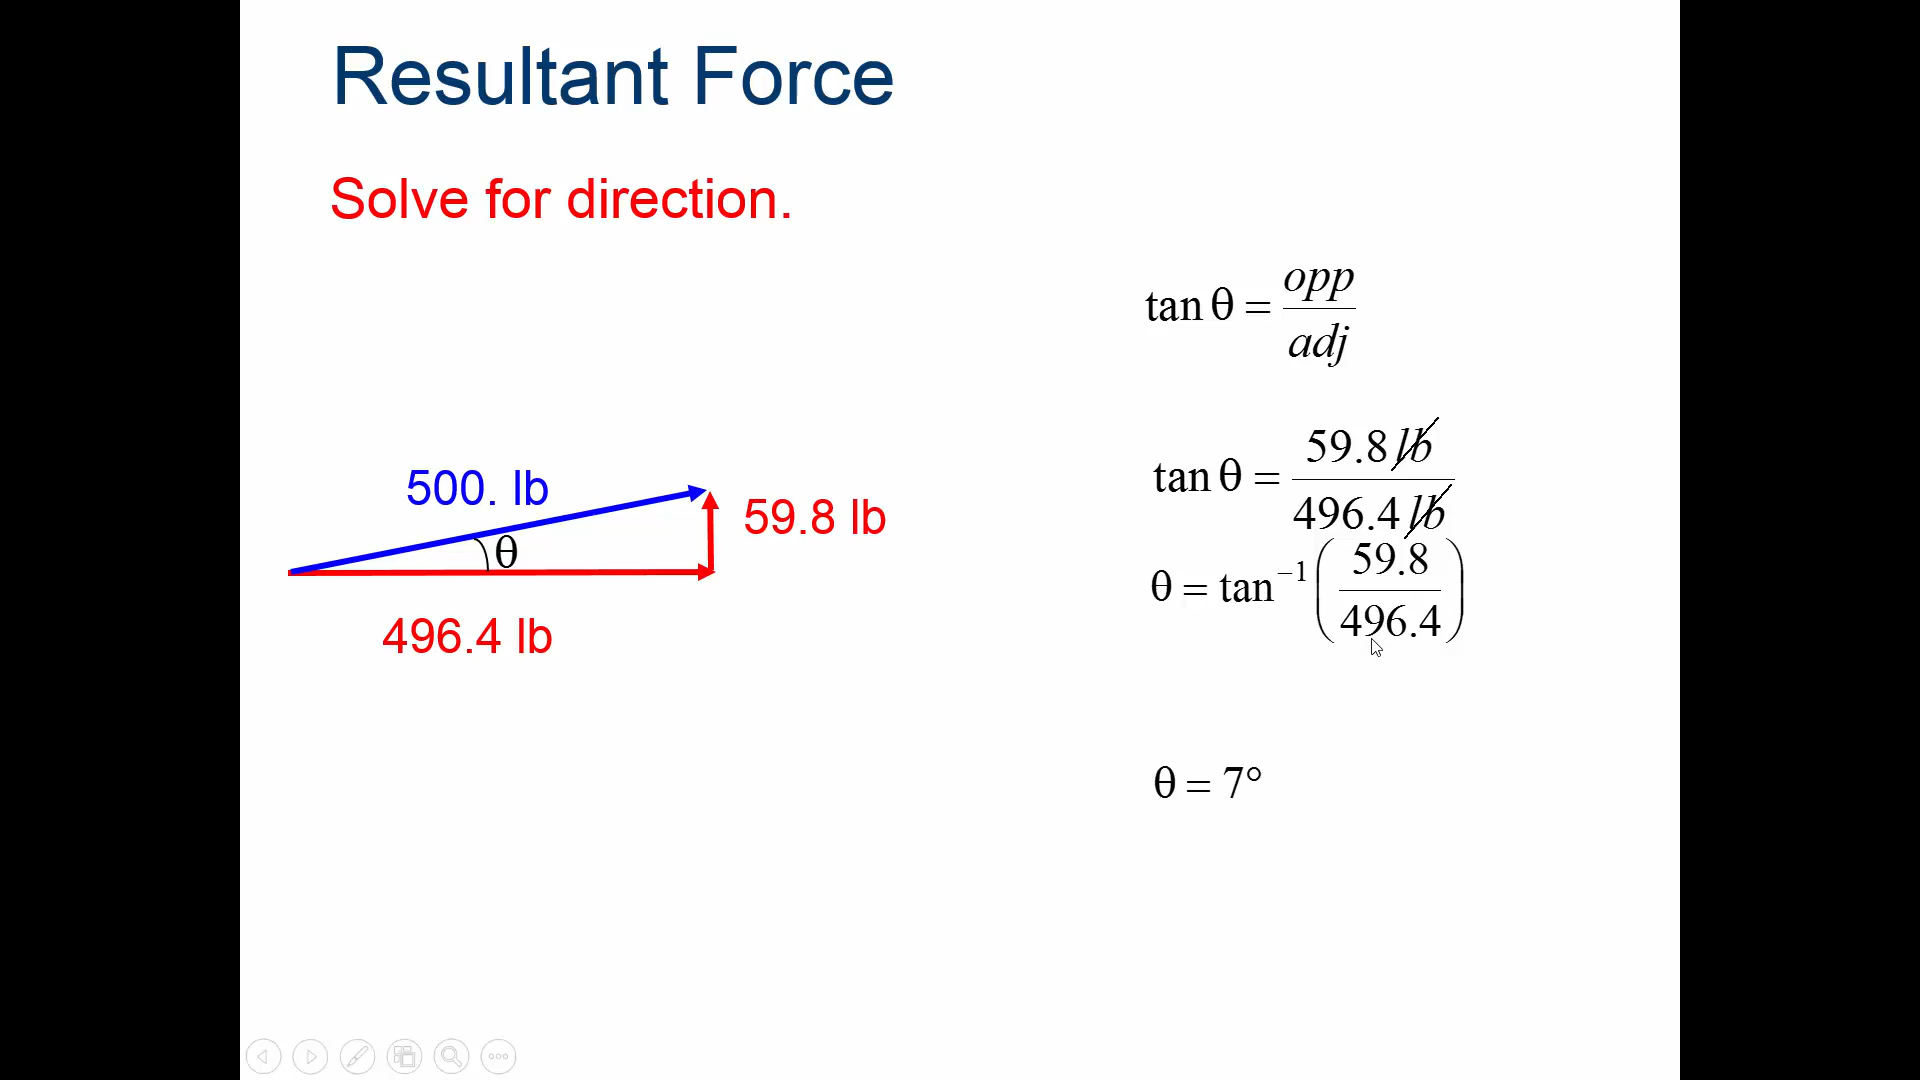 Resultant Force
Solve for direction.
tan θ = opp / adj
500. lb
59.8 lb
θ
496.4 lb
tan θ = 59.8 lb / 496.4 lb
θ = tan⁻¹ (59.8 / 496.4)
θ = 7°